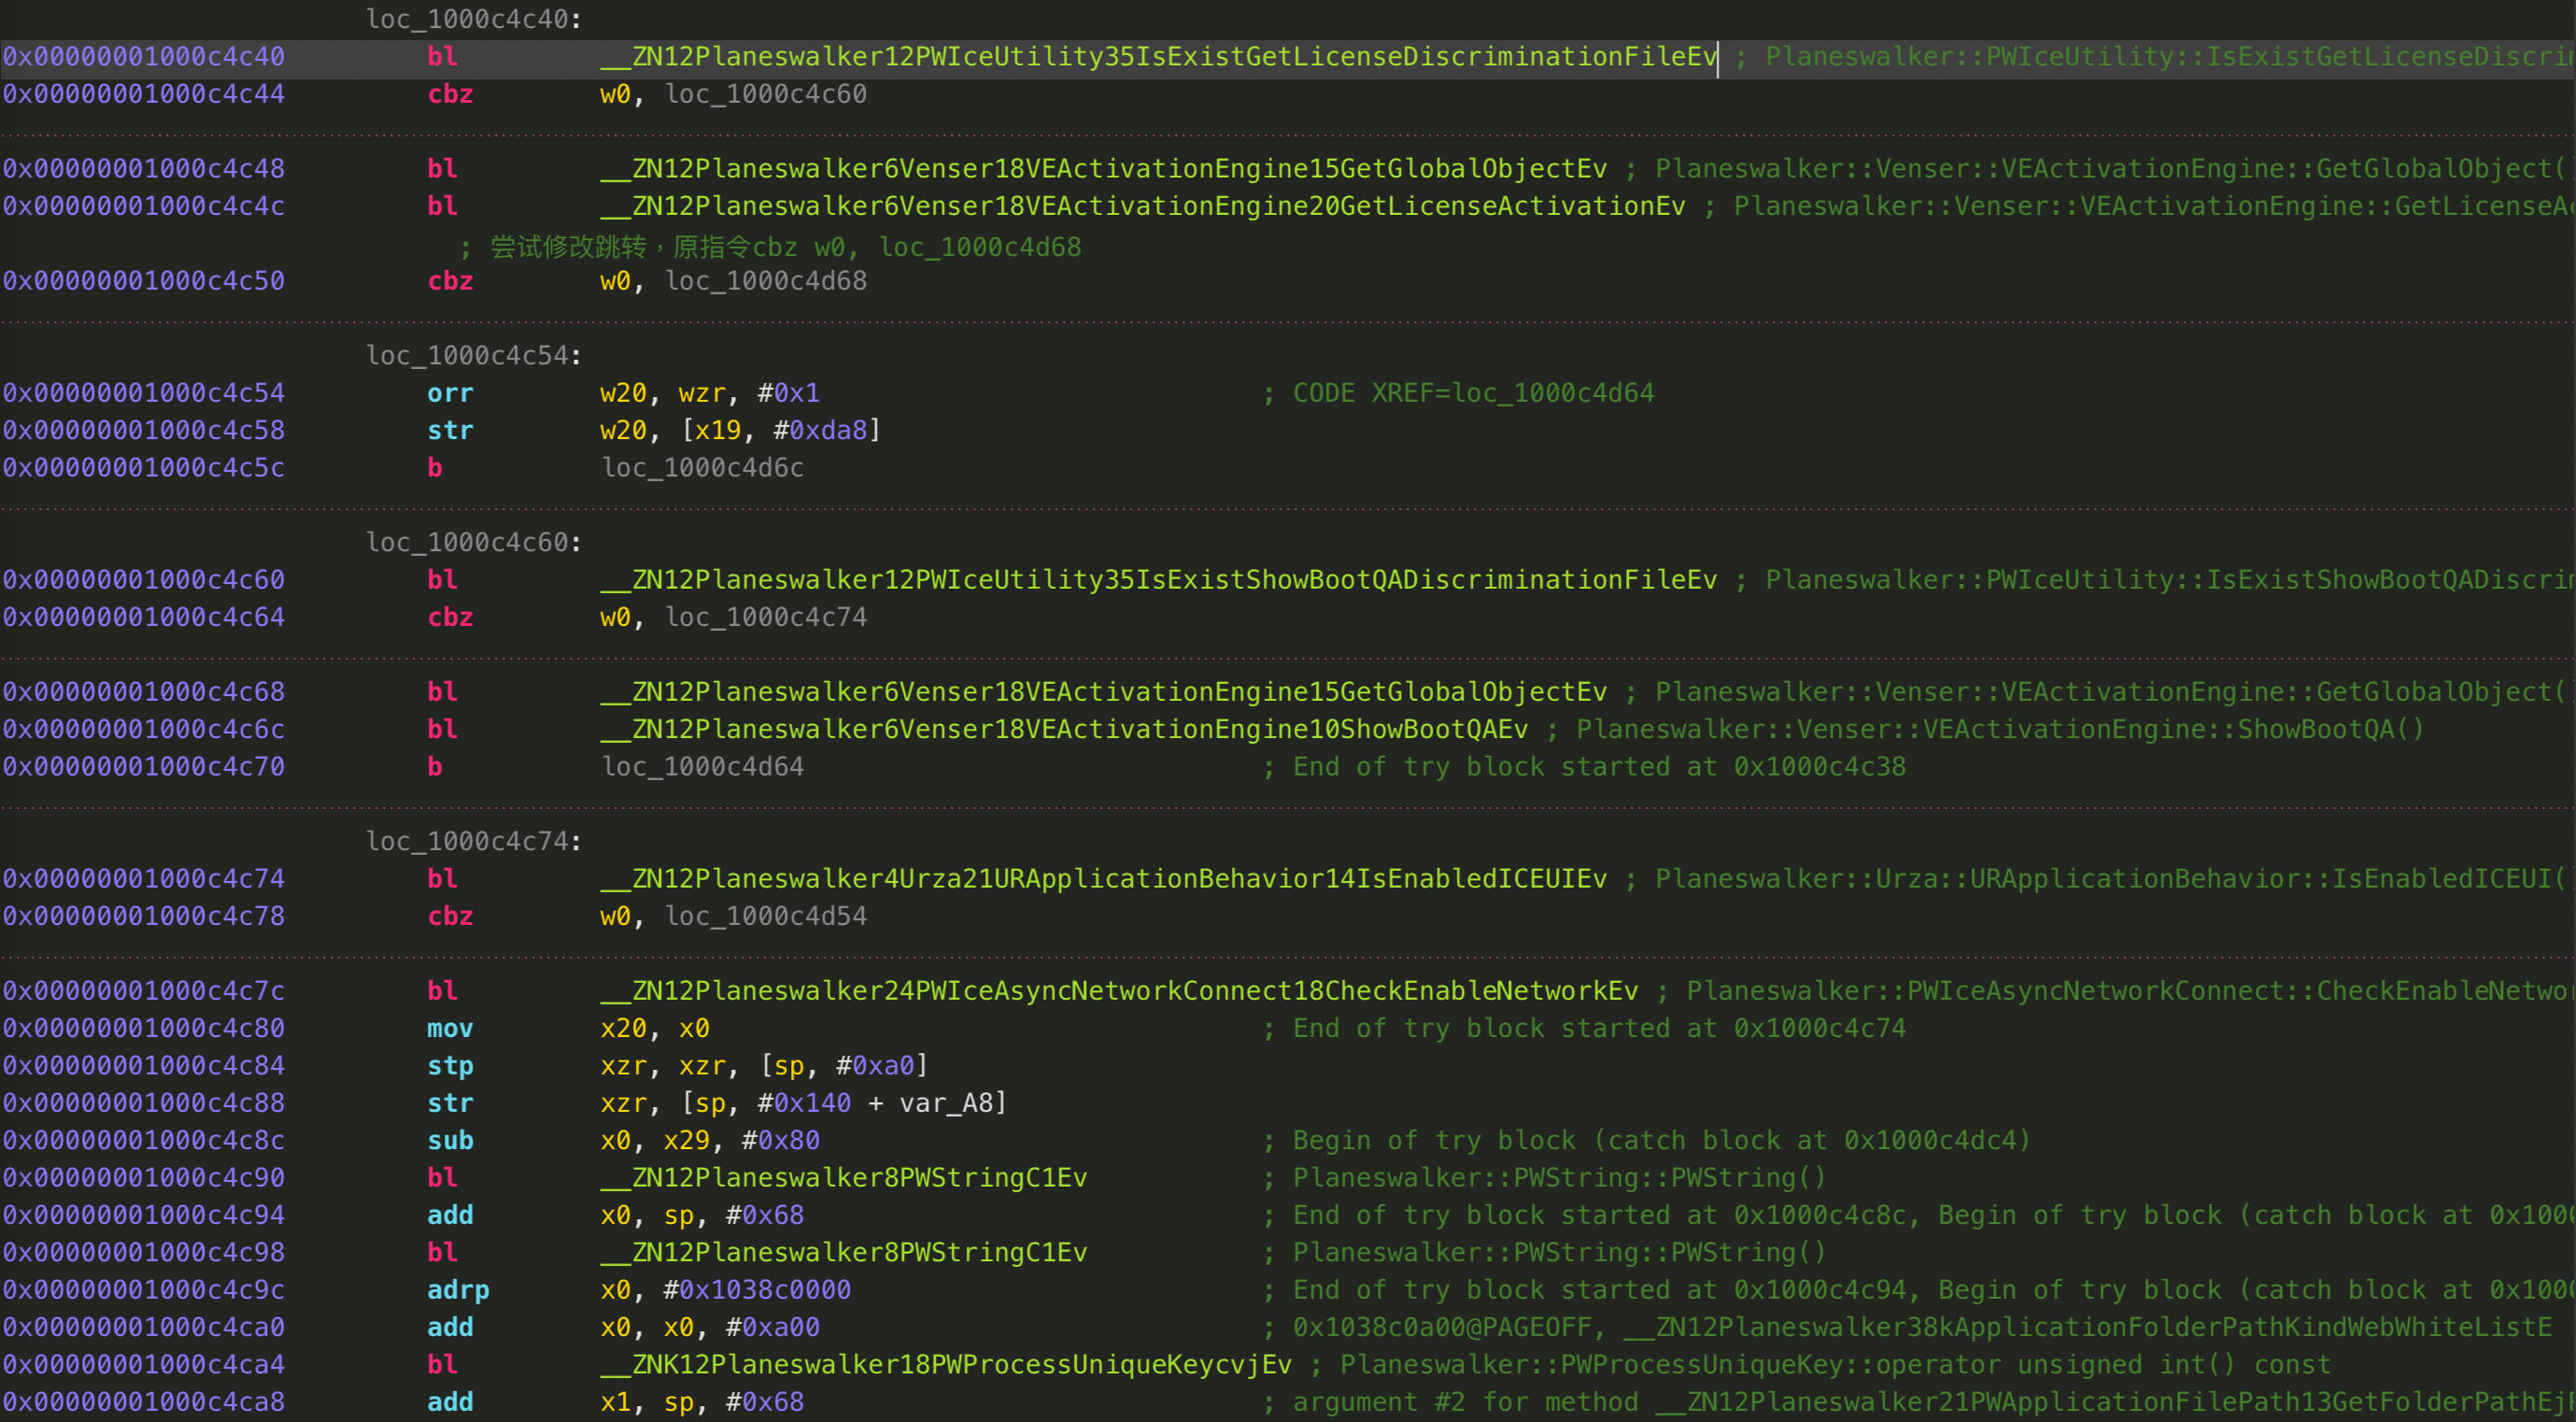 loc_1000c4c40:
0x00000001000c4c40 bl __ZN12Planeswalker12PWIceUtility35IsExistGetLicenseDiscriminationFileEv ; Planeswalker::PWIceUtility::IsExistGetLicenseDiscri
0x00000001000c4c44 cbz w0, loc_1000c4c60
0x00000001000c4c48 bl __ZN12Planeswalker6Venser18VEActivationEngine15GetGlobalObjectEv ; Planeswalker::Venser::VEActivationEngine::GetGlobalObject(
0x00000001000c4c4c bl __ZN12Planeswalker6Venser18VEActivationEngine20GetLicenseActivationEv ; Planeswalker::Venser::VEActivationEngine::GetLicenseA
; 尝试修改跳转，原指令cbz w0, loc_1000c4d68
0x00000001000c4c50 cbz w0, loc_1000c4d68
loc_1000c4c54:
0x00000001000c4c54 orr w20, wzr, #0x1 ; CODE XREF=loc_1000c4d64
0x00000001000c4c58 str w20, [x19, #0xda8]
0x00000001000c4c5c b loc_1000c4d6c
loc_1000c4c60:
0x00000001000c4c60 bl __ZN12Planeswalker12PWIceUtility35IsExistShowBootQADiscriminationFileEv ; Planeswalker::PWIceUtility::IsExistShowBootQADiscri
0x00000001000c4c64 cbz w0, loc_1000c4c74
0x00000001000c4c68 bl __ZN12Planeswalker6Venser18VEActivationEngine15GetGlobalObjectEv ; Planeswalker::Venser::VEActivationEngine::GetGlobalObject(
0x00000001000c4c6c bl __ZN12Planeswalker6Venser18VEActivationEngine10ShowBootQAEv ; Planeswalker::Venser::VEActivationEngine::ShowBootQA()
0x00000001000c4c70 b loc_1000c4d64 ; End of try block started at 0x1000c4c38
loc_1000c4c74:
0x00000001000c4c74 bl __ZN12Planeswalker4Urza21URApplicationBehavior14IsEnabledICEUIEv ; Planeswalker::Urza::URApplicationBehavior::IsEnabledICEUI(
0x00000001000c4c78 cbz w0, loc_1000c4d54
0x00000001000c4c7c bl __ZN12Planeswalker24PWIceAsyncNetworkConnect18CheckEnableNetworkEv ; Planeswalker::PWIceAsyncNetworkConnect::CheckEnableNetwo
0x00000001000c4c80 mov x20, x0 ; End of try block started at 0x1000c4c74
0x00000001000c4c84 stp xzr, xzr, [sp, #0xa0]
0x00000001000c4c88 str xzr, [sp, #0x140 + var_A8]
0x00000001000c4c8c sub x0, x29, #0x80 ; Begin of try block (catch block at 0x1000c4dc4)
0x00000001000c4c90 bl __ZN12Planeswalker8PWStringC1Ev ; Planeswalker::PWString::PWString()
0x00000001000c4c94 add x0, sp, #0x68 ; End of try block started at 0x1000c4c8c, Begin of try block (catch block at 0x100
0x00000001000c4c98 bl __ZN12Planeswalker8PWStringC1Ev ; Planeswalker::PWString::PWString()
0x00000001000c4c9c adrp x0, #0x1038c0000 ; End of try block started at 0x1000c4c94, Begin of try block (catch block at 0x100
0x00000001000c4ca0 add x0, x0, #0xa00 ; 0x1038c0a00@PAGEOFF, __ZN12Planeswalker38kApplicationFolderPathKindWebWhiteListE
0x00000001000c4ca4 bl __ZNK12Planeswalker18PWProcessUniqueKeycvjEv ; Planeswalker::PWProcessUniqueKey::operator unsigned int() const
0x00000001000c4ca8 add x1, sp, #0x68 ; argument #2 for method __ZN12Planeswalker21PWApplicationFilePath13GetFolderPathEj